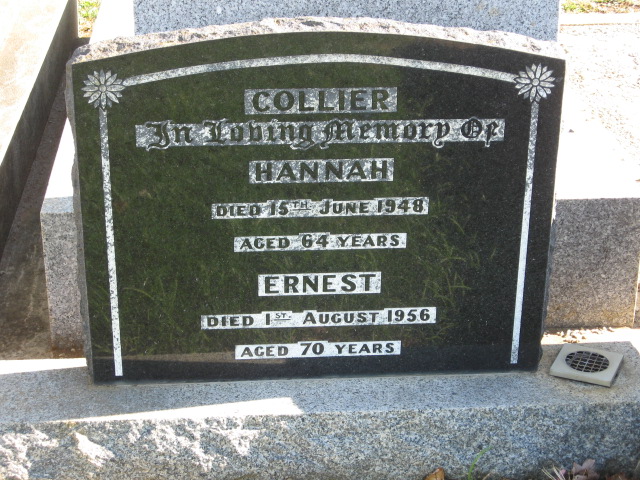 COLLIER
In Loving Memory Of
HANNAH
DIED 15TH. JUNE 1948
AGED 64 YEARS
ERNEST
DIED 1ST. AUGUST 1956
AGED 70 YEARS